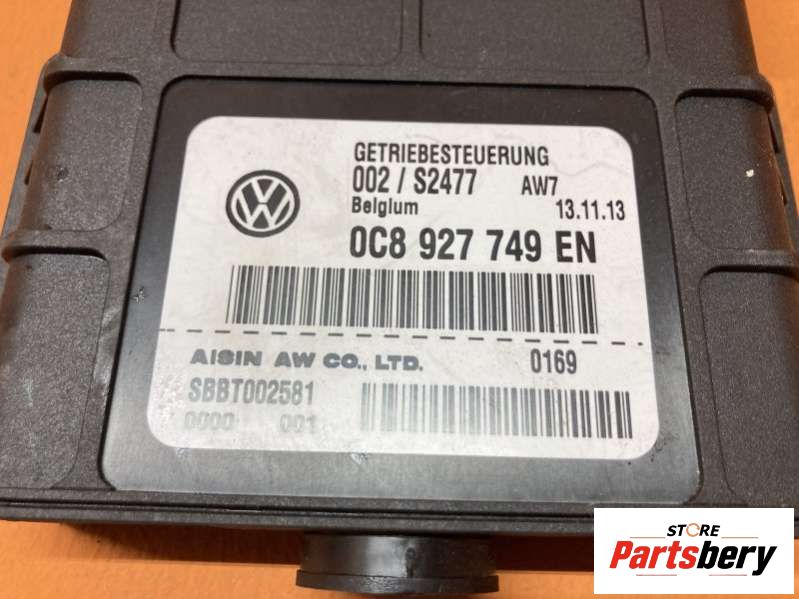 GETRIEBESTEUERUNG
002 / S2477 AW7
Belgium 13.11.13
0C8 927 749 EN
AISIN AW CO., LTD. 0169
SBBT002581
0000 001
STORE
Partsbery